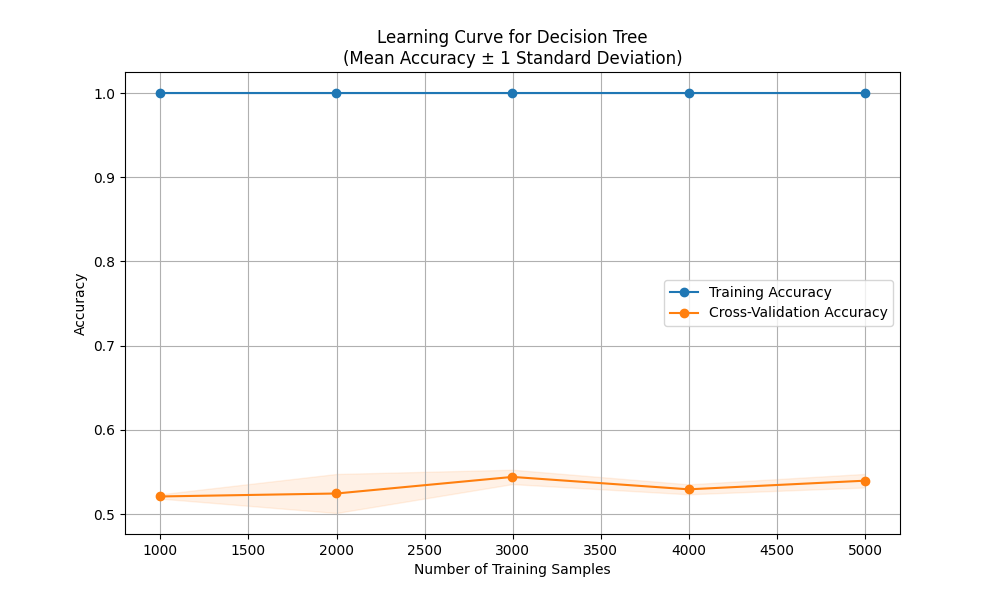 Learning Curve for Decision Tree
(Mean Accuracy ± 1 Standard Deviation)
Accuracy
1.0
0.9
0.8
0.7
0.6
0.5
Training Accuracy
Cross-Validation Accuracy
1000 1500 2000 2500 3000 3500 4000 4500 5000
Number of Training Samples